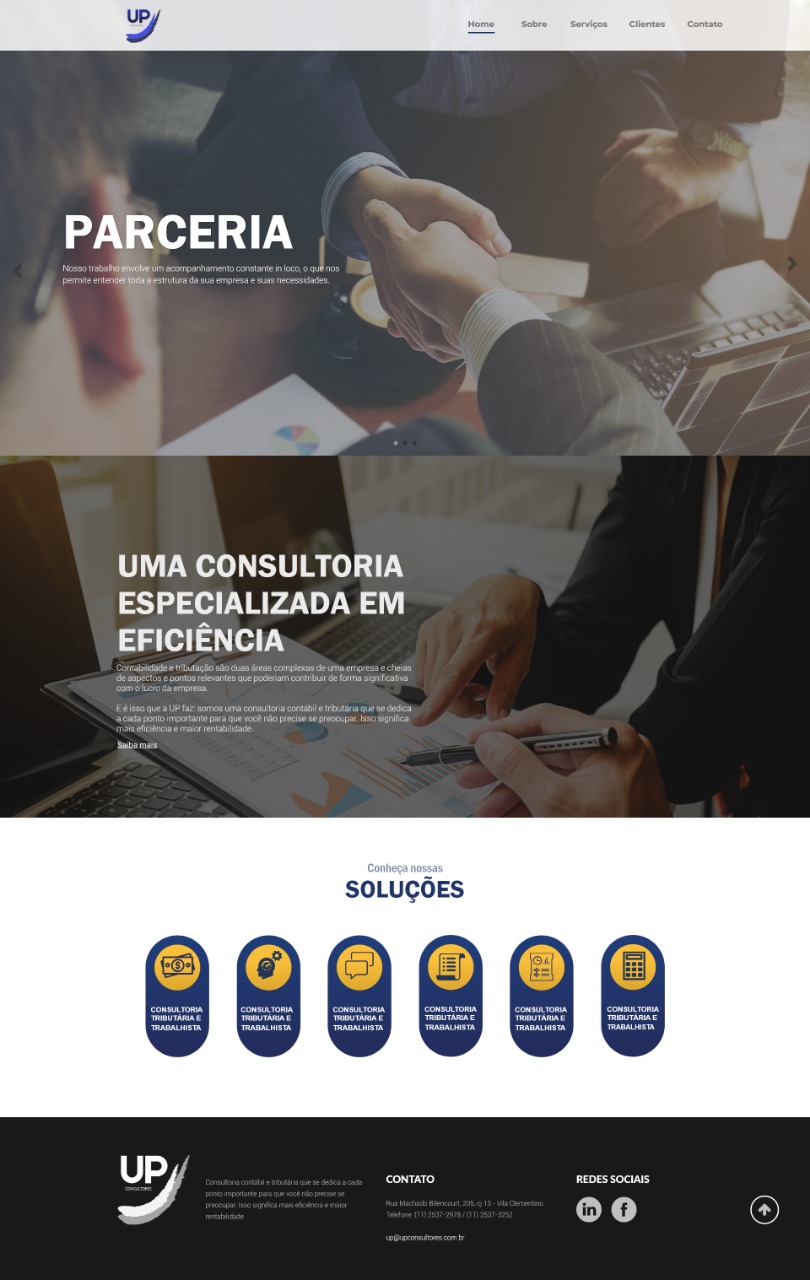 UP
Home Sobre Serviços Clientes Contato
PARCERIA
Nosso trabalho envolve um acompanhamento constante in loco, o que nos
permite entender toda a estrutura da sua empresa e suas necessidades.
UMA CONSULTORIA
ESPECIALIZADA EM
EFICIÊNCIA
Contabilidade e tributação são duas áreas complexas de uma empresa e cheias
de aspectos e pontos relevantes que poderiam contribuir de forma significativa
com o lucro da empresa.
E é isso que a UP faz: somos uma consultoria contábil e tributária que se dedica
a cada ponto importante para que você não precise se preocupar. Isso significa
mais eficiência e maior rentabilidade.
Saiba mais
Conheça nossas
SOLUÇÕES
CONSULTORIA
TRIBUTÁRIA E
TRABALHISTA
CONSULTORIA
TRIBUTÁRIA E
TRABALHISTA
CONSULTORIA
TRIBUTÁRIA E
TRABALHISTA
CONSULTORIA
TRIBUTÁRIA E
TRABALHISTA
CONSULTORIA
TRIBUTÁRIA E
TRABALHISTA
CONSULTORIA
TRIBUTÁRIA E
TRABALHISTA
UP
CONSULTORES
Consultoria contábil e tributária que se dedica a cada
ponto importante para que você não precise se
preocupar. Isso significa mais eficiência e maior
rentabilidade
CONTATO
Rua Machado Bitencourt, 205, cj 13 - Vila Clementino
Telefone: (11) 2537-2978 / (11) 2537-3252
up@upconsultores.com.br
REDES SOCIAIS
in f